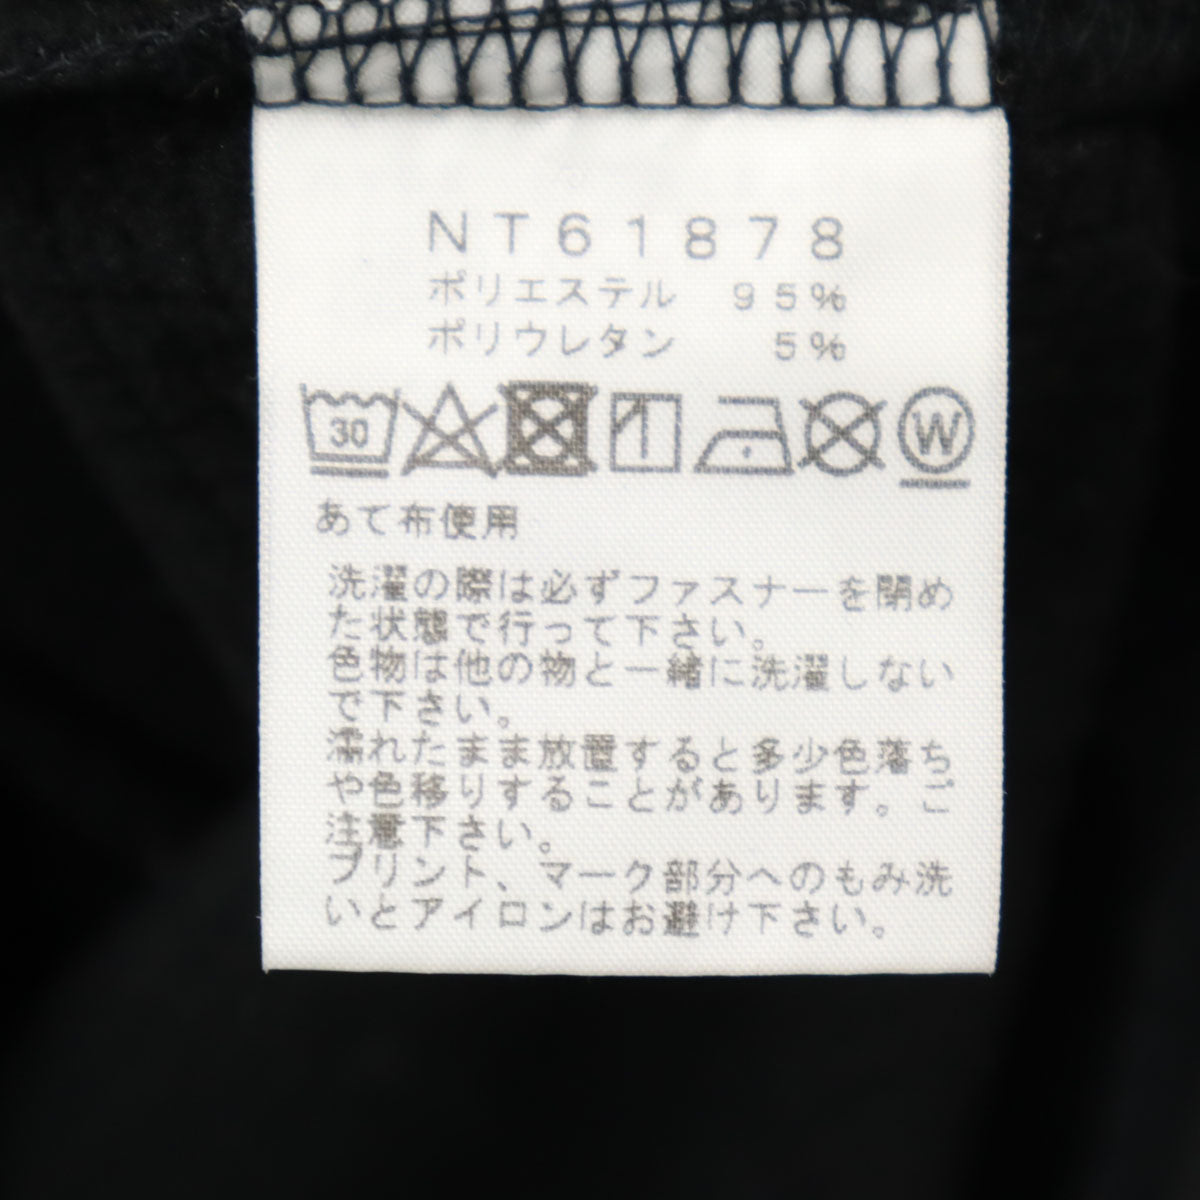 NT61878
ポリエステル 95%
ポリウレタン 5%
30 W
あて布使用
洗濯の際は必ずファスナーを閉め
た状態で行って下さい。
色物は他の物と一緒に洗濯しない
で下さい。
濡れたまま放置すると多少色落ち
や色移りすることがあります。ご
注意下さい。
プリント、マーク部分へのもみ洗
いとアイロンはお避け下さい。